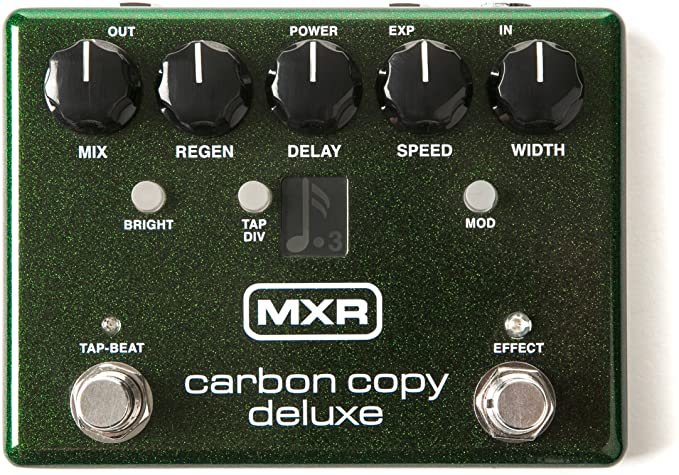 OUT POWER EXP IN
MIX REGEN DELAY SPEED WIDTH
BRIGHT
TAP
DIV
3
MOD
MXR
TAP-BEAT EFFECT
carbon copy
deluxe